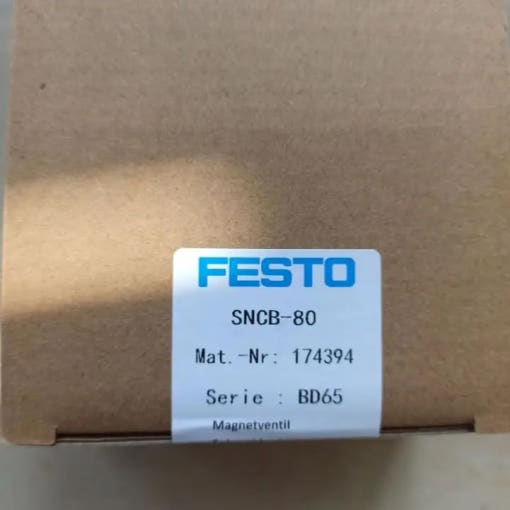 FESTO
SNCB-80
Mat.-Nr: 174394
Serie : BD65
Magnetventil